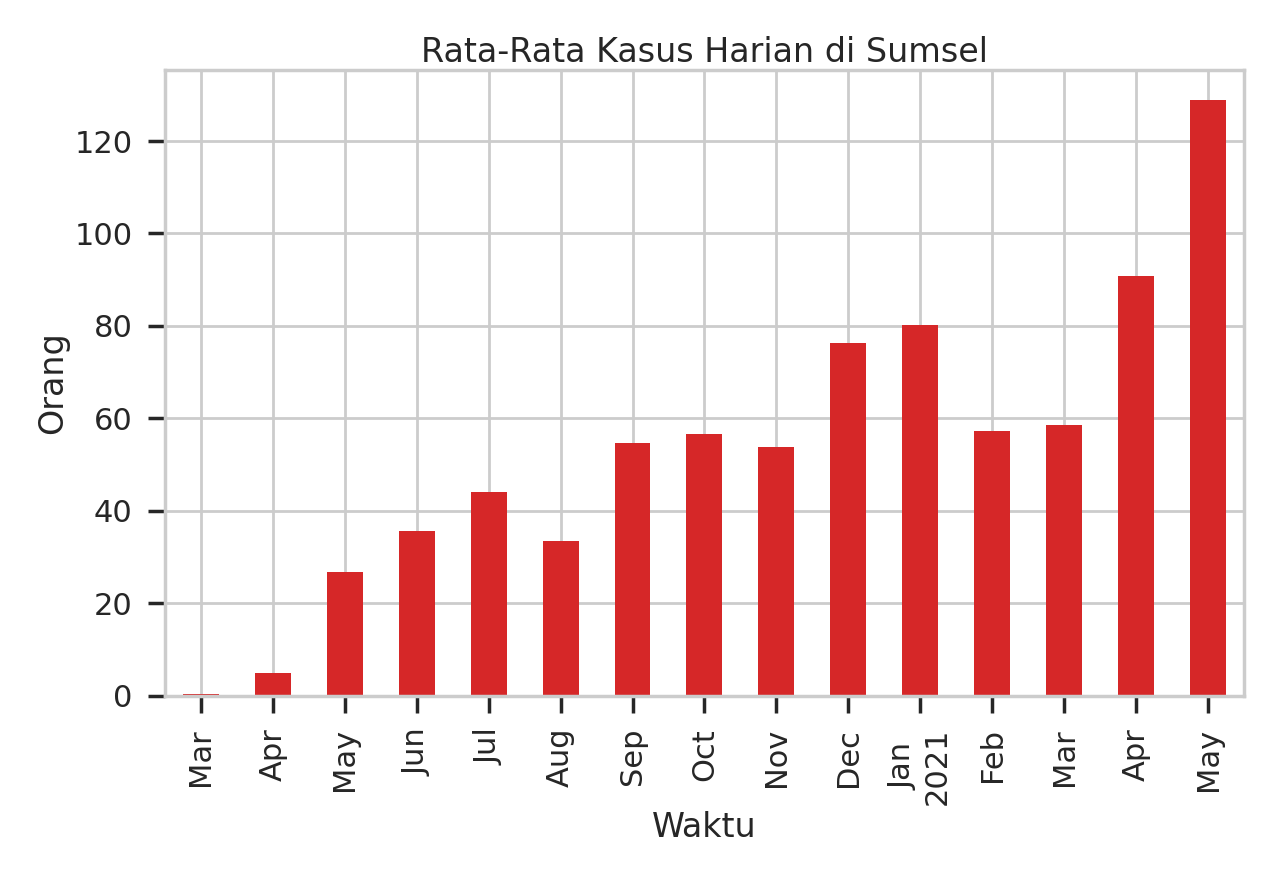 Rata-Rata Kasus Harian di Sumsel
Orang
120
100
80
60
40
20
0
Mar
Apr
May
Jun
Jul
Aug
Sep
Oct
Nov
Dec
Jan
2021
Feb
Mar
Apr
May
Waktu